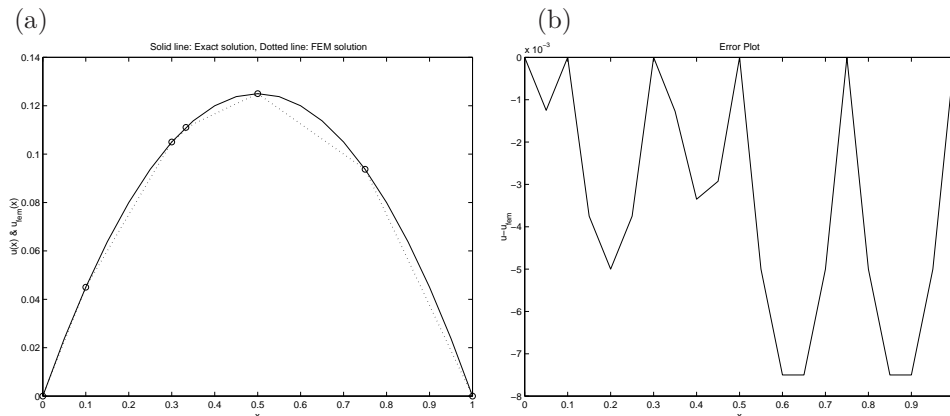 (a)
(b)
Solid line: Exact solution, Dotted line: FEM solution
0.14
0.12
0.1
0.08
0.06
0.04
0.02
0
u(x) & u_fem(x)
0 0.1 0.2 0.3 0.4 0.5 0.6 0.7 0.8 0.9 1
x
Error Plot
x 10^−3
0
−1
−2
−3
−4
−5
−6
−7
−8
u−u_fem
0 0.1 0.2 0.3 0.4 0.5 0.6 0.7 0.8 0.9
x